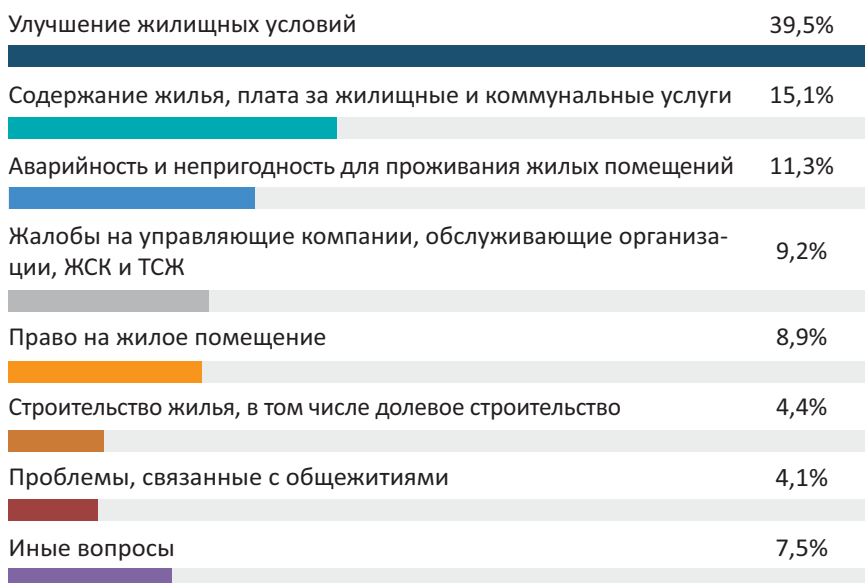 Улучшение жилищных условий 39,5%
Содержание жилья, плата за жилищные и коммунальные услуги 15,1%
Аварийность и непригодность для проживания жилых помещений 11,3%
Жалобы на управляющие компании, обслуживающие организа-
ции, ЖСК и ТСЖ 9,2%
Право на жилое помещение 8,9%
Строительство жилья, в том числе долевое строительство 4,4%
Проблемы, связанные с общежитиями 4,1%
Иные вопросы 7,5%